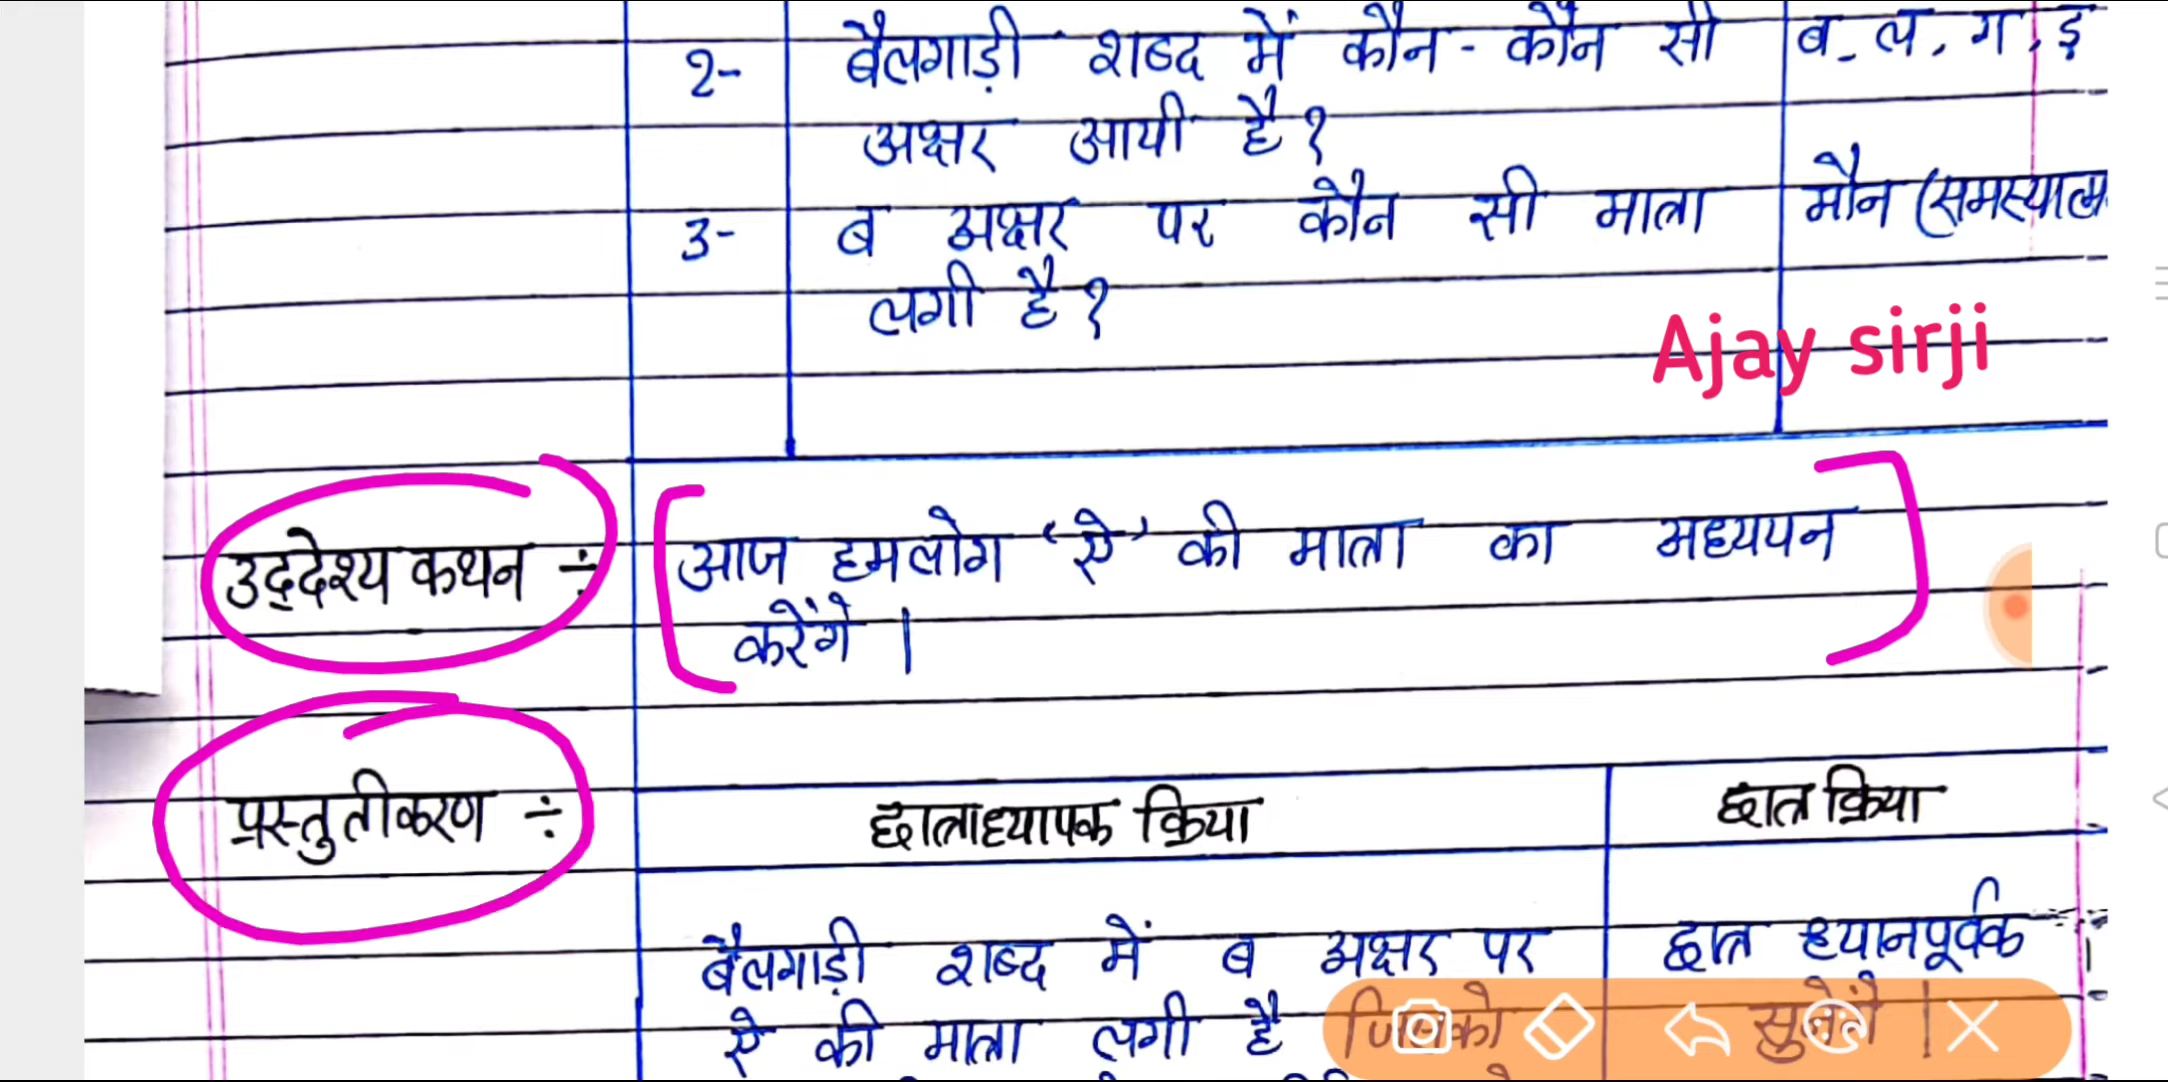 2- बैलगाड़ी शब्द में कौन - कौन सी ब, ल, ग, ड़
अक्षर आयी है ?
3- ब अक्षर पर कौन सी मात्रा मौन (समस्यात्म
लगी है ?
Ajay sirji
उद्देश्य कथन ÷ आज हमलोग ‘ऐ’ की मात्रा का अध्ययन
करेंगे ।
प्रस्तुतीकरण ÷ छात्राध्यापक क्रिया छात्र क्रिया
बैलगाड़ी शब्द में ब अक्षर पर छात्र ध्यानपूर्वक
ऐ की मात्रा लगी है जिसको सुनेंगे ।